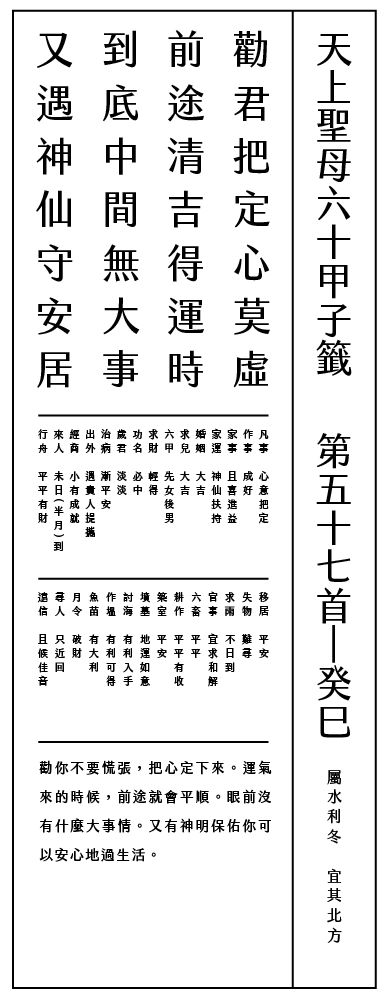 天上聖母六十甲子籤　第五十七首｜癸巳　屬水利冬　宜其北方
勸君把定心莫虛
前途清吉得運時
到底中間無大事
又遇神仙守安居
凡事　心意把定
作事　成好
家事　且喜進益
家運　神仙扶持
婚姻　大吉
求兒　大吉
六甲　先女後男
求財　輕得
功名　必中
歲君　淡淡
治病　漸平安
出外　遇貴人提攜
經商　小有成就
來人　未日(半月)到
行舟　平平有財
移居　平安
失物　難尋
求雨　不日到
官事　宜求和解
六畜　平平
耕作　平平有收
築室　平安
墳墓　地運如意
討海　有利入手
作塭　有利可得
魚苗　有大利
月令　破財
尋人　只近回
遠信　且候佳音
勸你不要慌張，把心定下來。運氣
來的時候，前途就會平順。眼前沒
有什麼大事情。又有神明保佑你可
以安心地過生活。